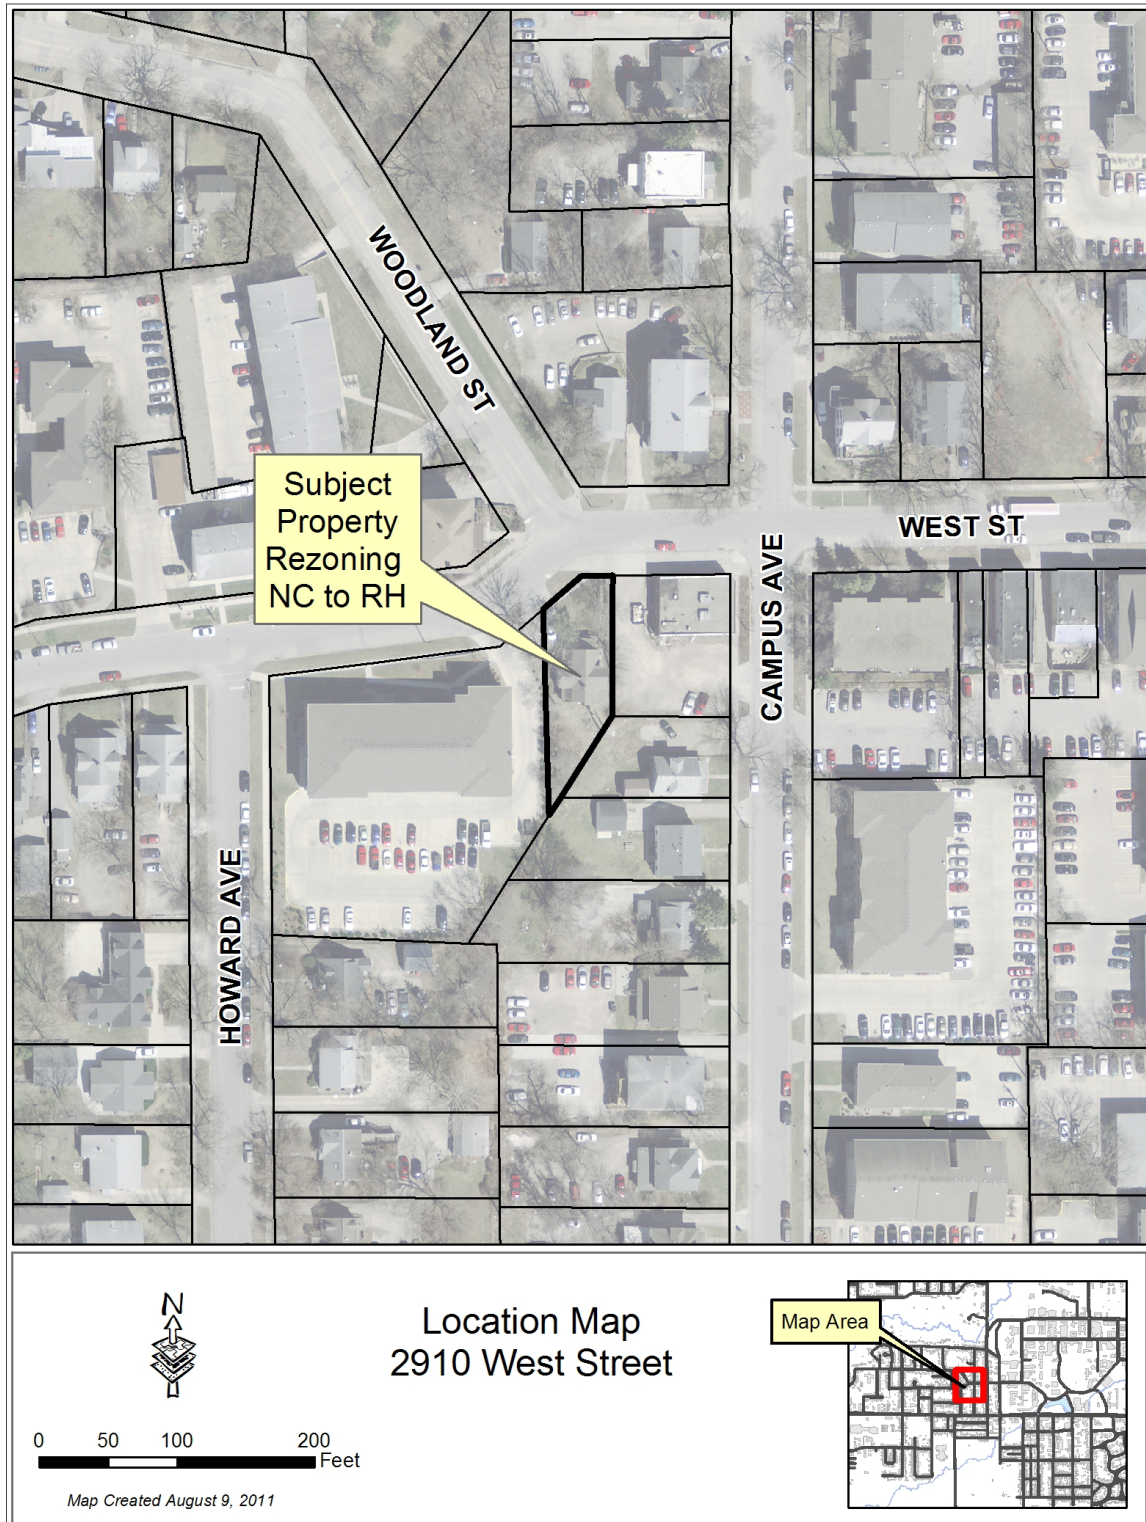 WOODLAND ST
Subject
Property
Rezoning
NC to RH
WEST ST
CAMPUS AVE
HOWARD AVE
N
Location Map
2910 West Street
Map Area
0 50 100 200
Feet
Map Created August 9, 2011